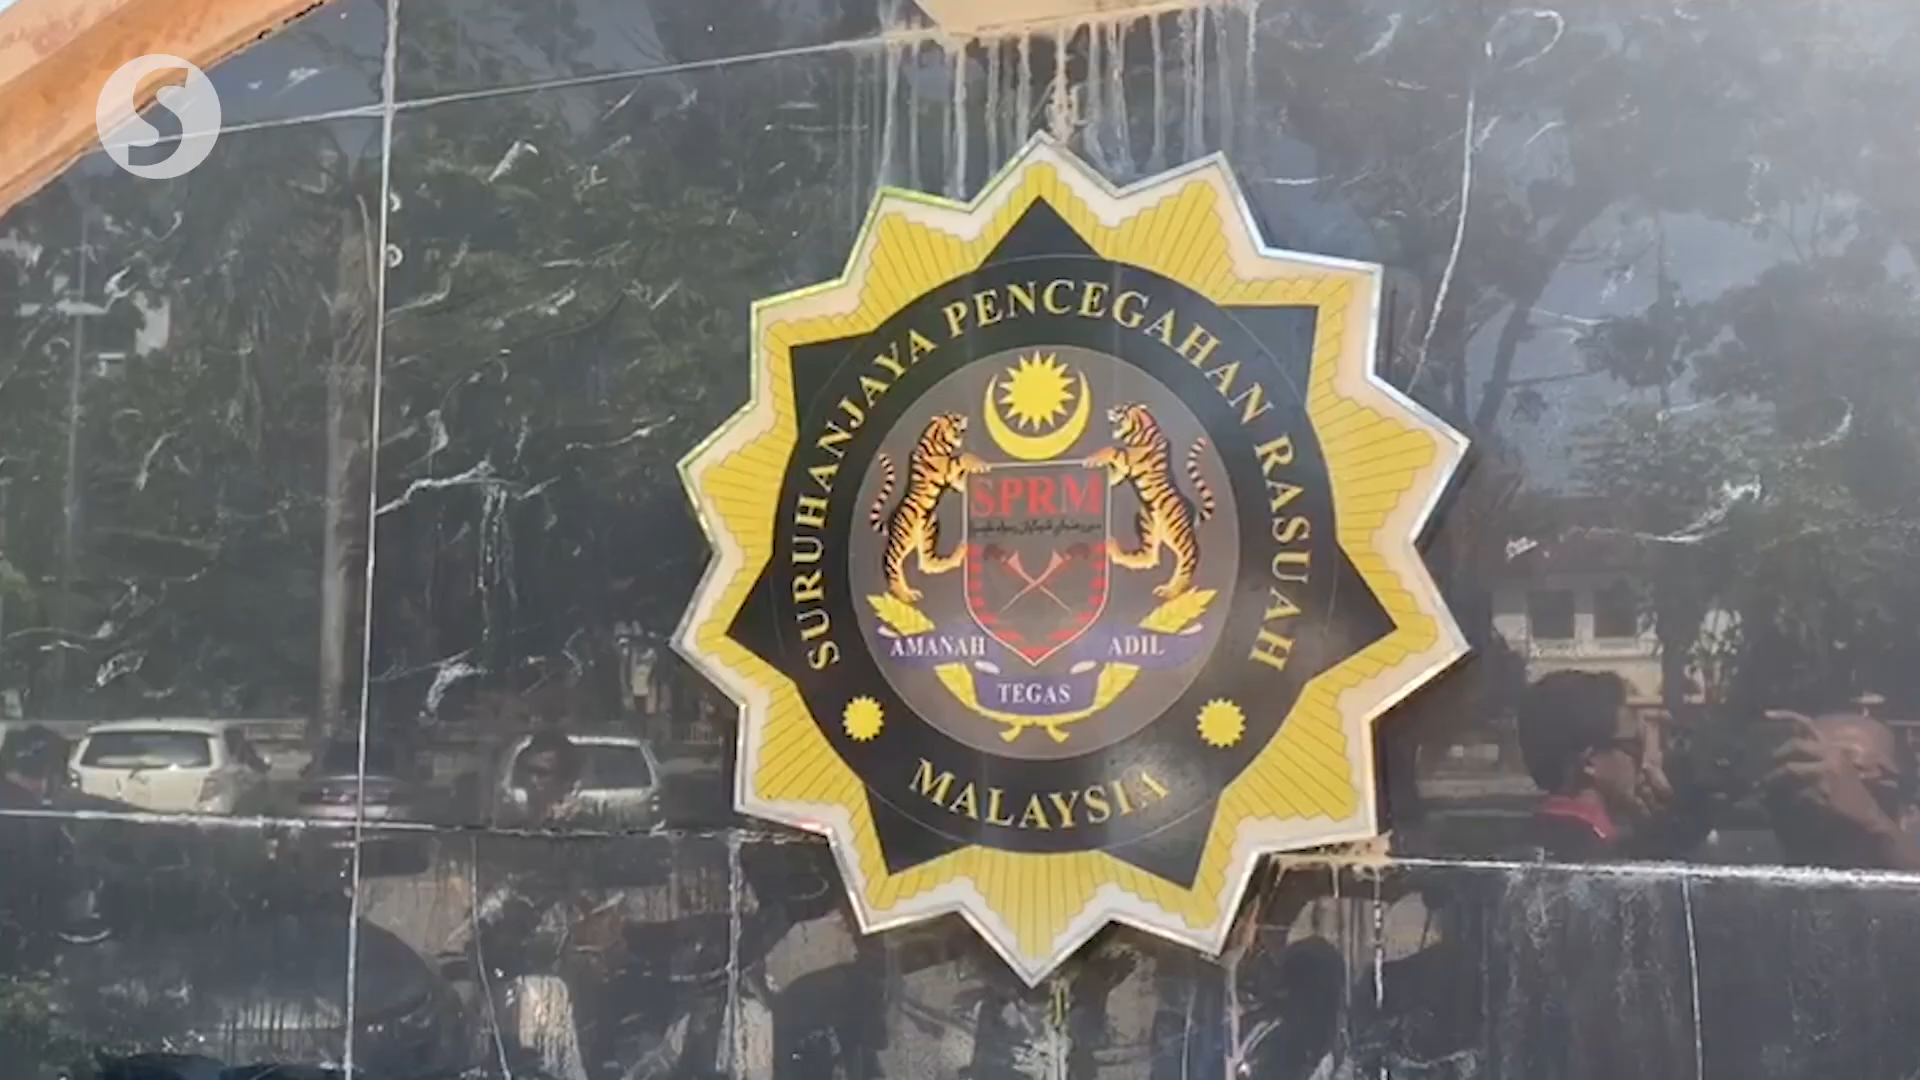 S
SURUHANJAYA PENCEGAHAN RASUAH
SPRM
AMANAH
ADIL
TEGAS
MALAYSIA